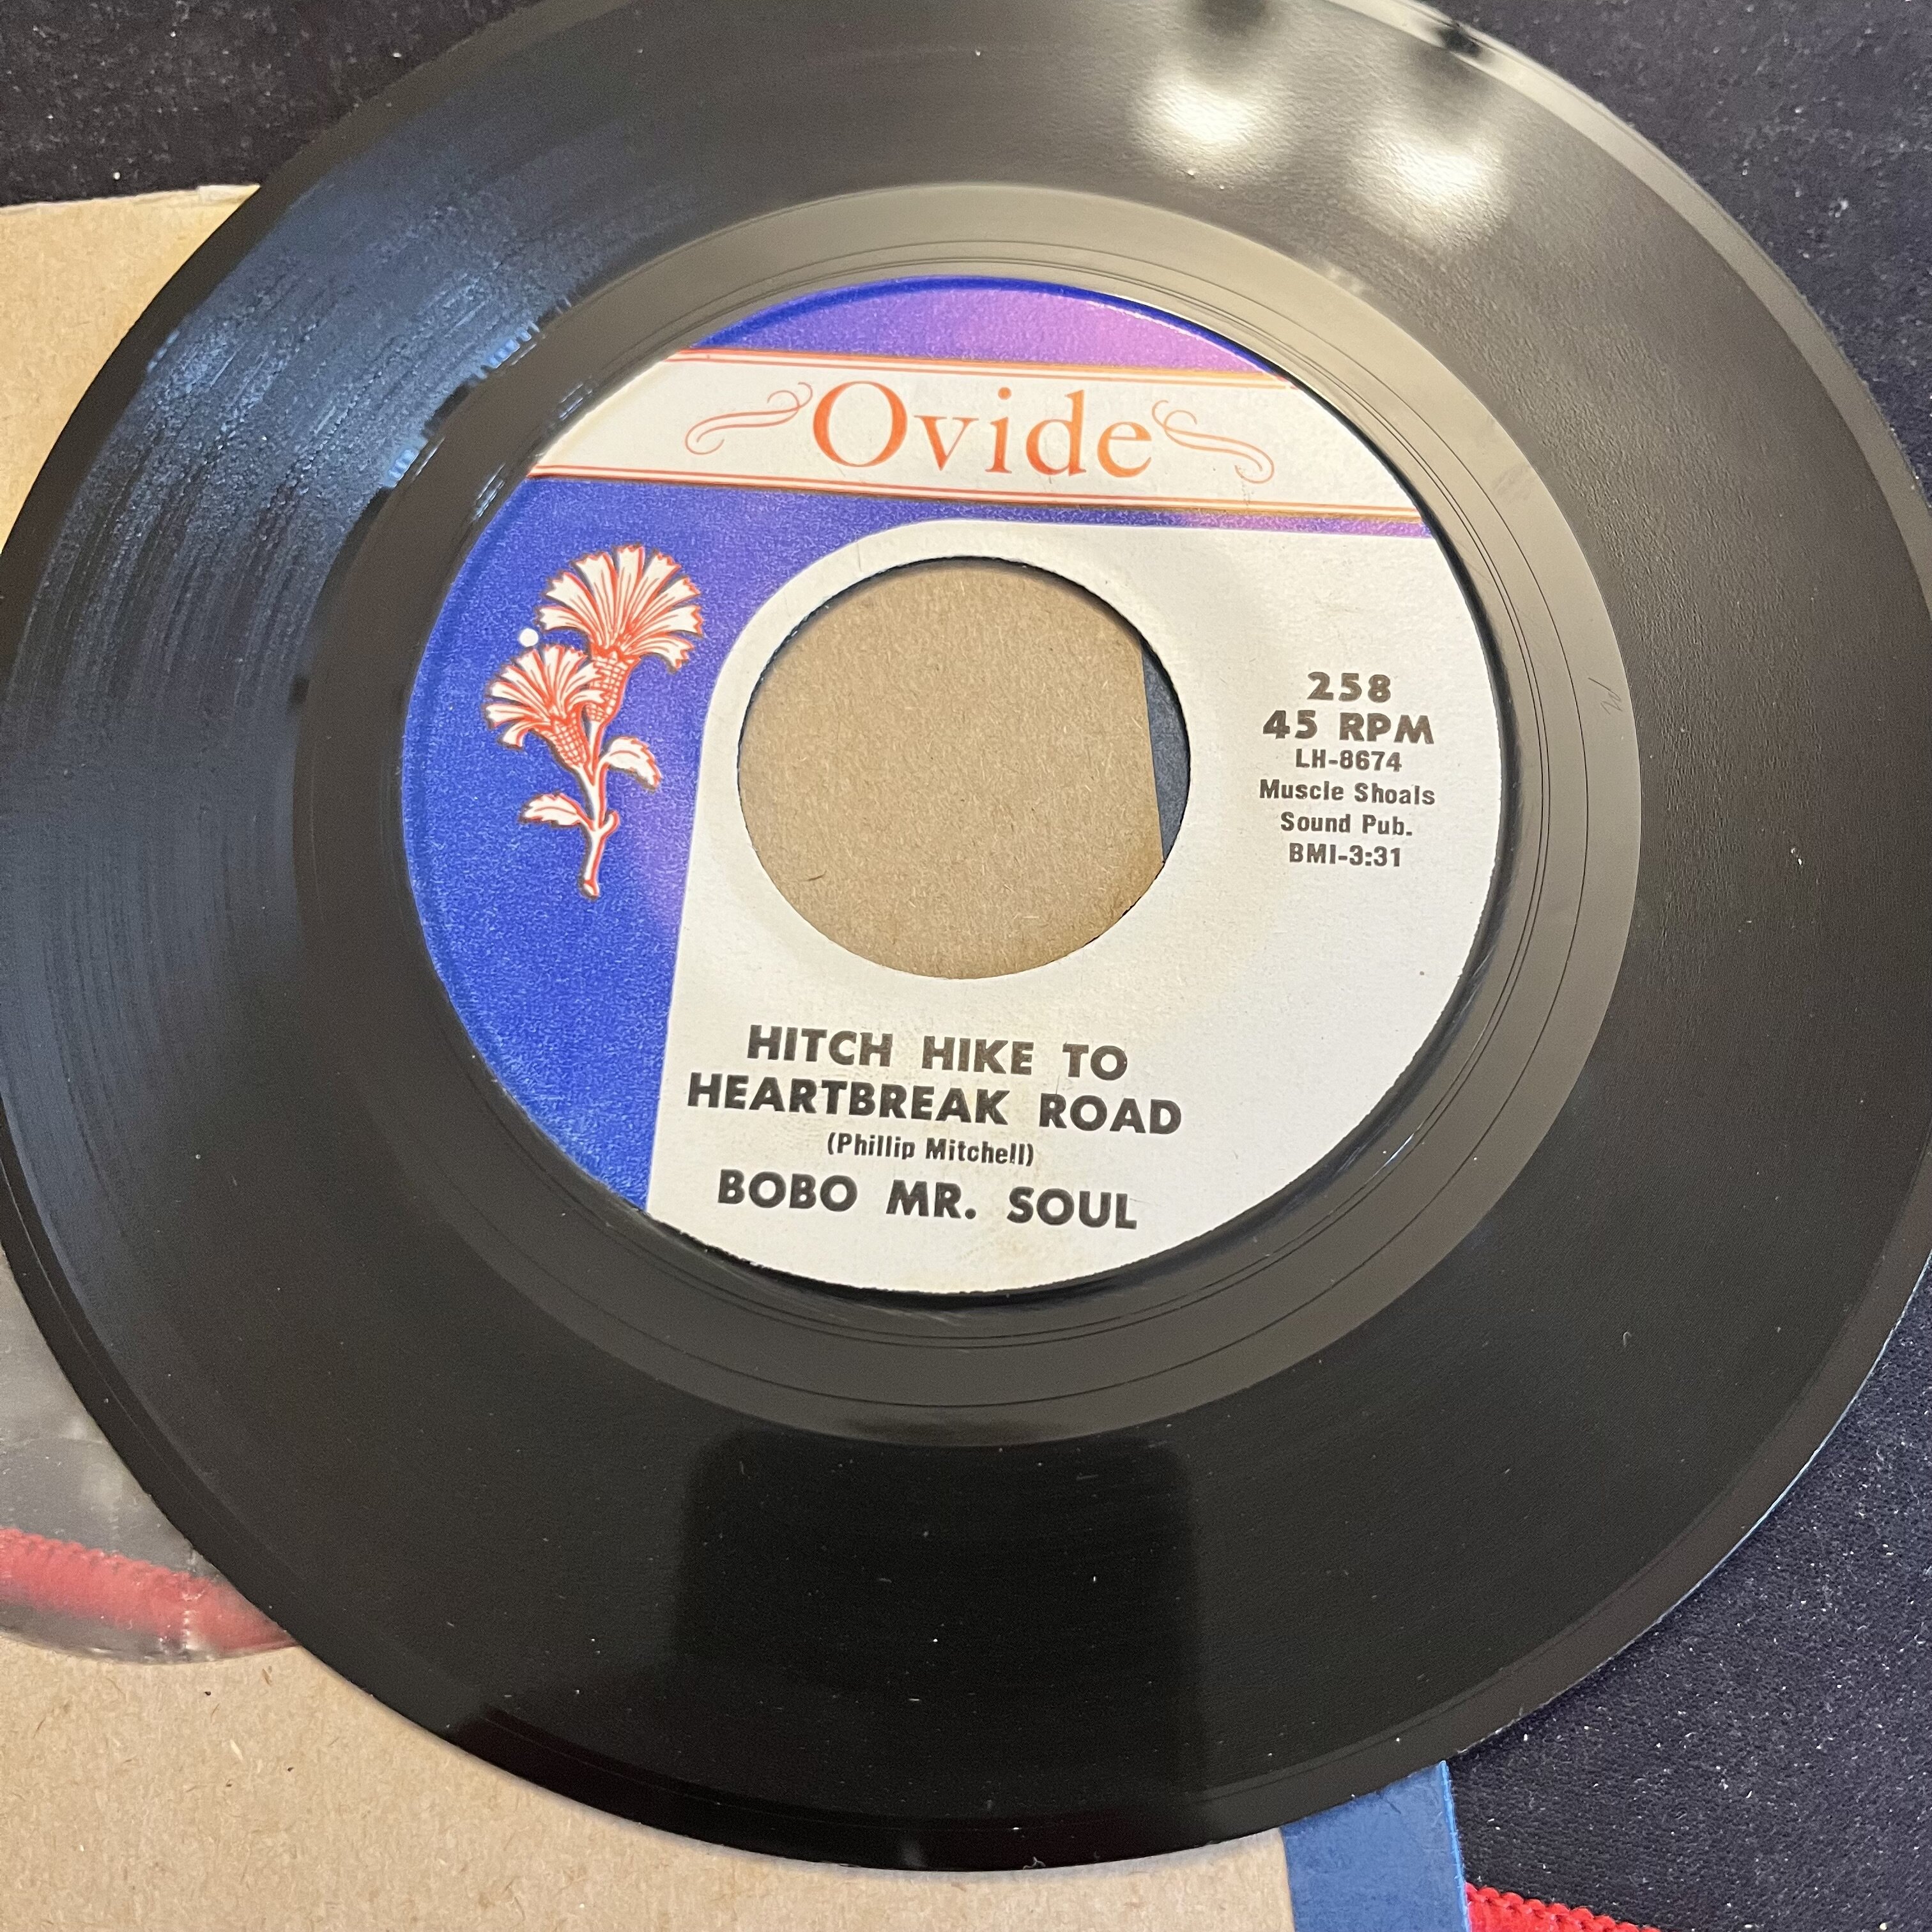 Ovide
258
45 RPM
LH-8674
Muscle Shoals
Sound Pub.
BMI-3:31
HITCH HIKE TO
HEARTBREAK ROAD
(Phillip Mitchell)
BOBO MR. SOUL